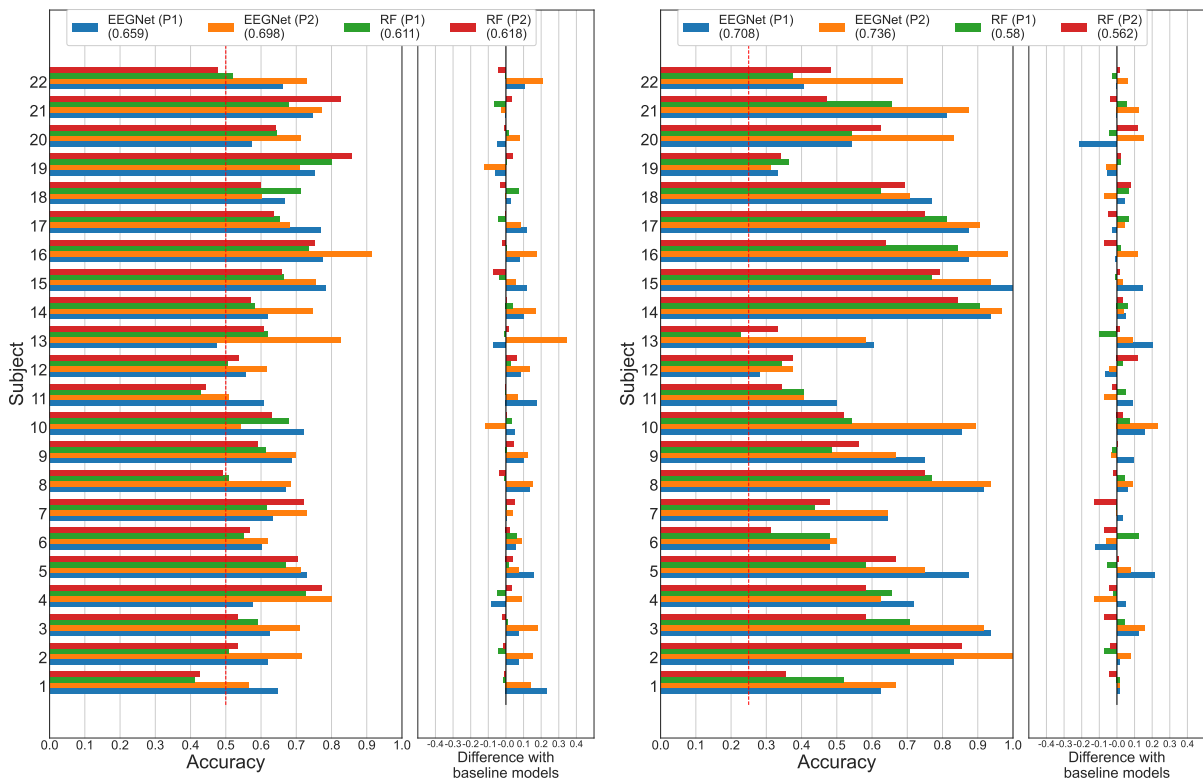 EEGNet (P1) EEGNet (P2) RF (P1) RF (P2)
(0.659) (0.698) (0.611) (0.618)
Subject
22
21
20
19
18
17
16
15
14
13
12
11
10
9
8
7
6
5
4
3
2
1
0.0 0.1 0.2 0.3 0.4 0.5 0.6 0.7 0.8 0.9 1.0
Accuracy
-0.4 -0.3 -0.2 -0.1 -0.0 0.1 0.2 0.3 0.4
Difference with
baseline models
EEGNet (P1) EEGNet (P2) RF (P1) RF (P2)
(0.708) (0.736) (0.58) (0.562)
Subject
22
21
20
19
18
17
16
15
14
13
12
11
10
9
8
7
6
5
4
3
2
1
0.0 0.1 0.2 0.3 0.4 0.5 0.6 0.7 0.8 0.9 1.0
Accuracy
-0.4 -0.3 -0.2 -0.1 -0.0 0.1 0.2 0.3 0.4
Difference with
baseline models